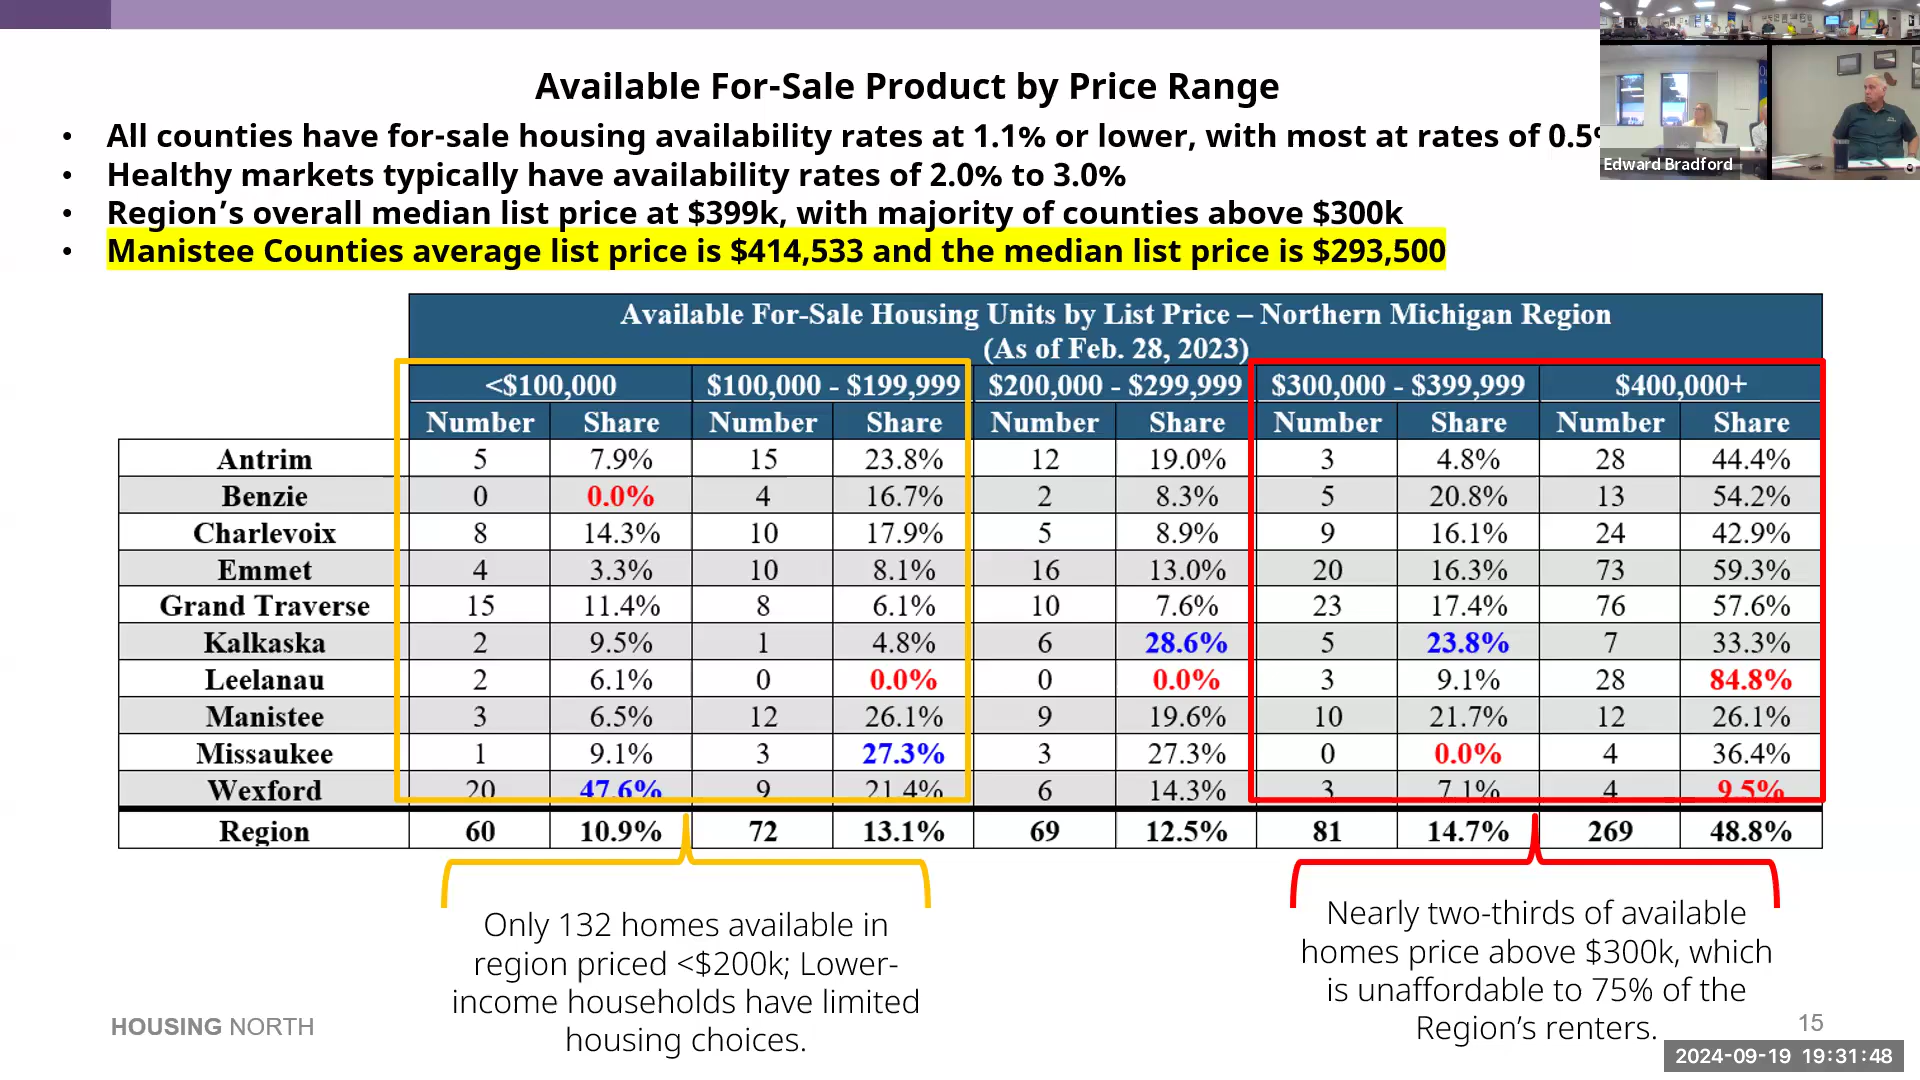 Available For-Sale Product by Price Range
• All counties have for-sale housing availability rates at 1.1% or lower, with most at rates of
• Healthy markets typically have availability rates of 2.0% to 3.0%
• Region's overall median list price at $399k, with majority of counties above $300k
• Manistee Counties average list price is $414,533 and the median list price is $293,500
Edward Bradford
Available For-Sale Housing Units by List Price – Northern Michigan Region
(As of Feb. 28, 2023)
<$100,000 $100,000 - $199,999 $200,000 - $299,999 $300,000 - $399,999 $400,000+
Number Share Number Share Number Share Number Share Number Share
Antrim 5 7.9% 15 23.8% 12 19.0% 3 4.8% 28 44.4%
Benzie 0 0.0% 4 16.7% 2 8.3% 5 20.8% 13 54.2%
Charlevoix 8 14.3% 10 17.9% 5 8.9% 9 16.1% 24 42.9%
Emmet 4 3.3% 10 8.1% 16 13.0% 20 16.3% 73 59.3%
Grand Traverse 15 11.4% 8 6.1% 10 7.6% 23 17.4% 76 57.6%
Kalkaska 2 9.5% 1 4.8% 6 28.6% 5 23.8% 7 33.3%
Leelanau 2 6.1% 0 0.0% 0 0.0% 3 9.1% 28 84.8%
Manistee 3 6.5% 12 26.1% 9 19.6% 10 21.7% 12 26.1%
Missaukee 1 9.1% 3 27.3% 3 27.3% 0 0.0% 4 36.4%
Wexford 20 47.6% 9 21.4% 6 14.3% 3 7.1% 4 9.5%
Region 60 10.9% 72 13.1% 69 12.5% 81 14.7% 269 48.8%
Only 132 homes available in
region priced <$200k; Lower-
income households have limited
housing choices.
Nearly two-thirds of available
homes price above $300k, which
is unaffordable to 75% of the
Region's renters.
HOUSING NORTH
15
2024-09-19 19:31:48